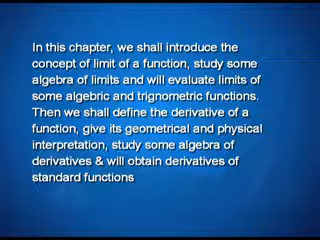 In this chapter, we shall introduce the
concept of limit of a function, study some
algebra of limits and will evaluate limits of
some algebric and trignometric functions.
Then we shall define the derivative of a
function, give its geometrical and physical
interpretation, study some algebra of
derivatives & will obtain derivatives of
standard functions